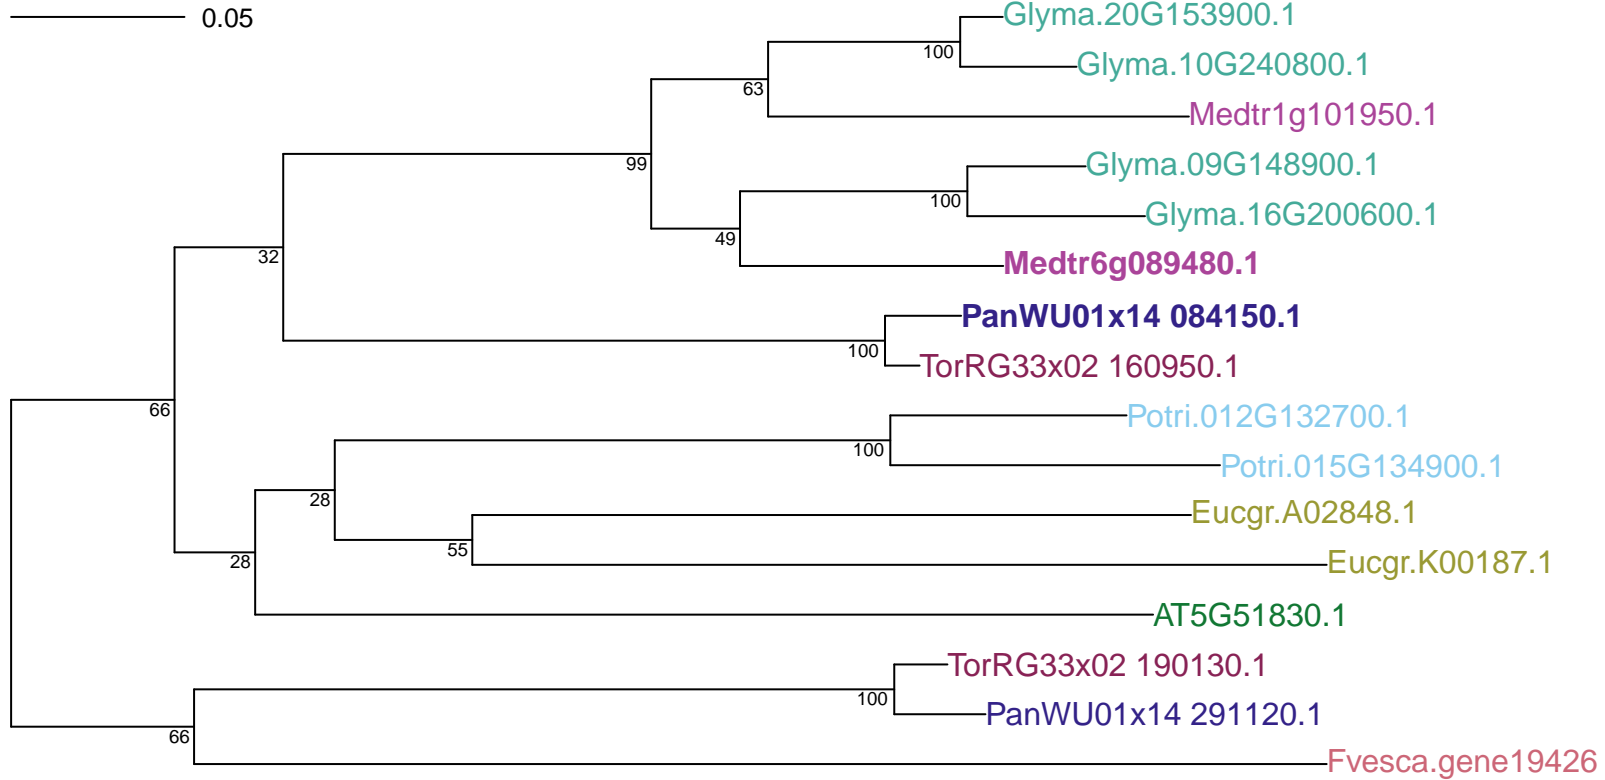 0.05
Glyma.20G153900.1
100
Glyma.10G240800.1
63
Medtr1g101950.1
99
Glyma.09G148900.1
100
Glyma.16G200600.1
49
Medtr6g089480.1
32
PanWU01x14 084150.1
100
TorRG33x02 160950.1
66
Potri.012G132700.1
100
Potri.015G134900.1
28
Eucgr.A02848.1
55
Eucgr.K00187.1
28
AT5G51830.1
TorRG33x02 190130.1
100
PanWU01x14 291120.1
66
Fvesca.gene19426